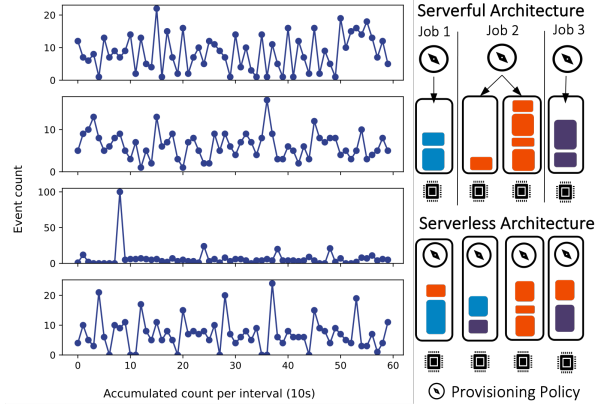 Event count
20
10
0
10
0
100
50
0
20
10
0
0 10 20 30 40 50 60
Accumulated count per interval (10s)
Serverful Architecture
Job 1 Job 2 Job 3
Serverless Architecture
Provisioning Policy